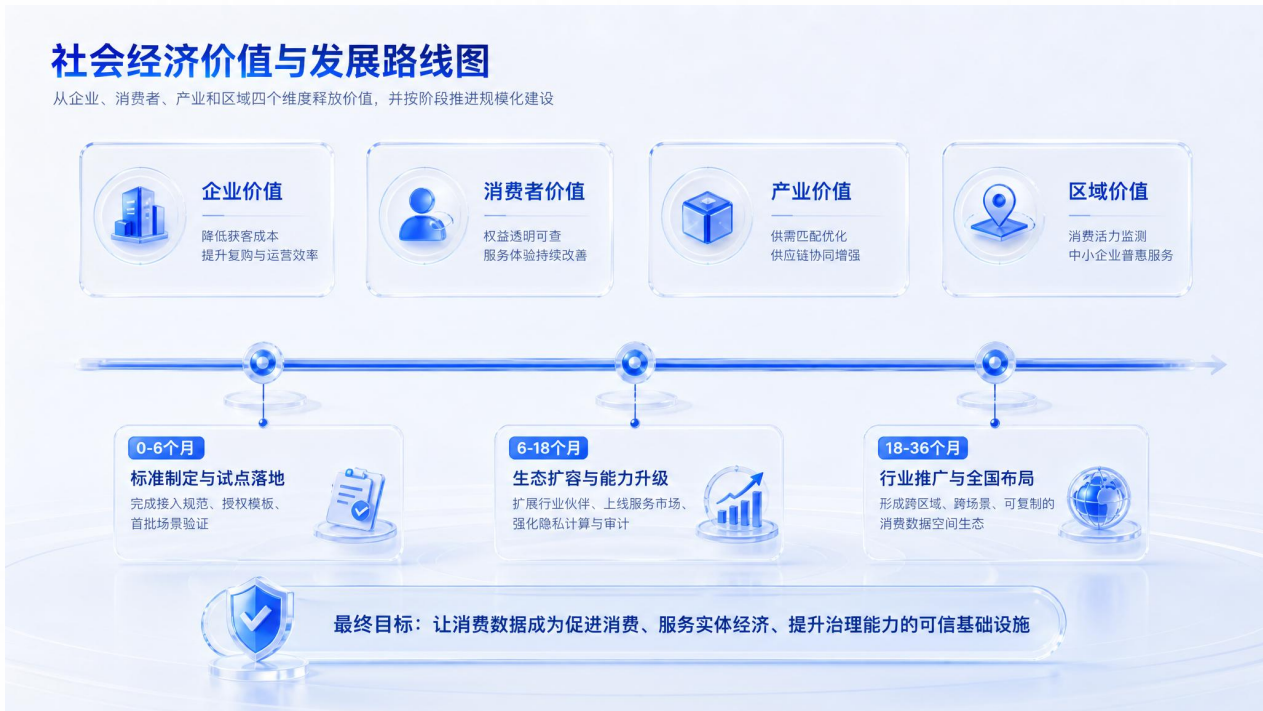 社会经济价值与发展路线图
从企业、消费者、产业和区域四个维度释放价值，并按阶段推进规模化建设
企业价值
降低获客成本
提升复购与运营效率
消费者价值
权益透明可查
服务体验持续改善
产业价值
供需匹配优化
供应链协同增强
区域价值
消费活力监测
中小企业普惠服务
0-6个月
标准制定与试点落地
完成接入规范、授权模板、
首批场景验证
6-18个月
生态扩容与能力升级
扩展行业伙伴、上线服务市场、
强化隐私计算与审计
18-36个月
行业推广与全国布局
形成跨区域、跨场景、可复制的
消费数据空间生态
最终目标：让消费数据成为促进消费、服务实体经济、提升治理能力的可信基础设施